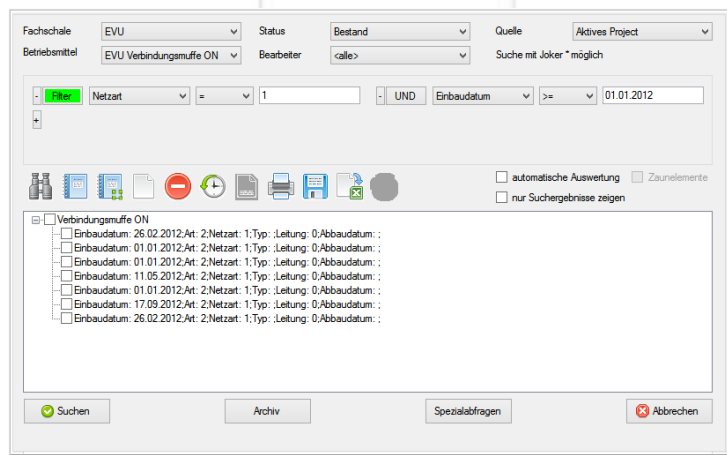 Fachschale EVU Status Bestand Quelle Aktives Project
Betriebsmittel EVU Verbindungsmuffe ON Bearbeiter <alle> Suche mit Joker * möglich
- Filter Netzart = 1 - UND Einbaudatum >= 01.01.2012
+
automatische Auswertung Zaunelemente
nur Suchergebnisse zeigen
Verbindungsmuffe ON
Einbaudatum: 26.02.2012;Art: 2;Netzart: 1;Typ: ;Leitung: 0;Abbaudatum: ;
Einbaudatum: 01.01.2012;Art: 2;Netzart: 1;Typ: ;Leitung: 0;Abbaudatum: ;
Einbaudatum: 01.01.2012;Art: 2;Netzart: 1;Typ: ;Leitung: 0;Abbaudatum: ;
Einbaudatum: 11.05.2012;Art: 2;Netzart: 1;Typ: ;Leitung: 0;Abbaudatum: ;
Einbaudatum: 01.01.2012;Art: 2;Netzart: 1;Typ: ;Leitung: 0;Abbaudatum: ;
Einbaudatum: 17.09.2012;Art: 2;Netzart: 1;Typ: ;Leitung: 0;Abbaudatum: ;
Einbaudatum: 26.02.2012;Art: 2;Netzart: 1;Typ: ;Leitung: 0;Abbaudatum: ;
Suchen Archiv Spezialabfragen Abbrechen